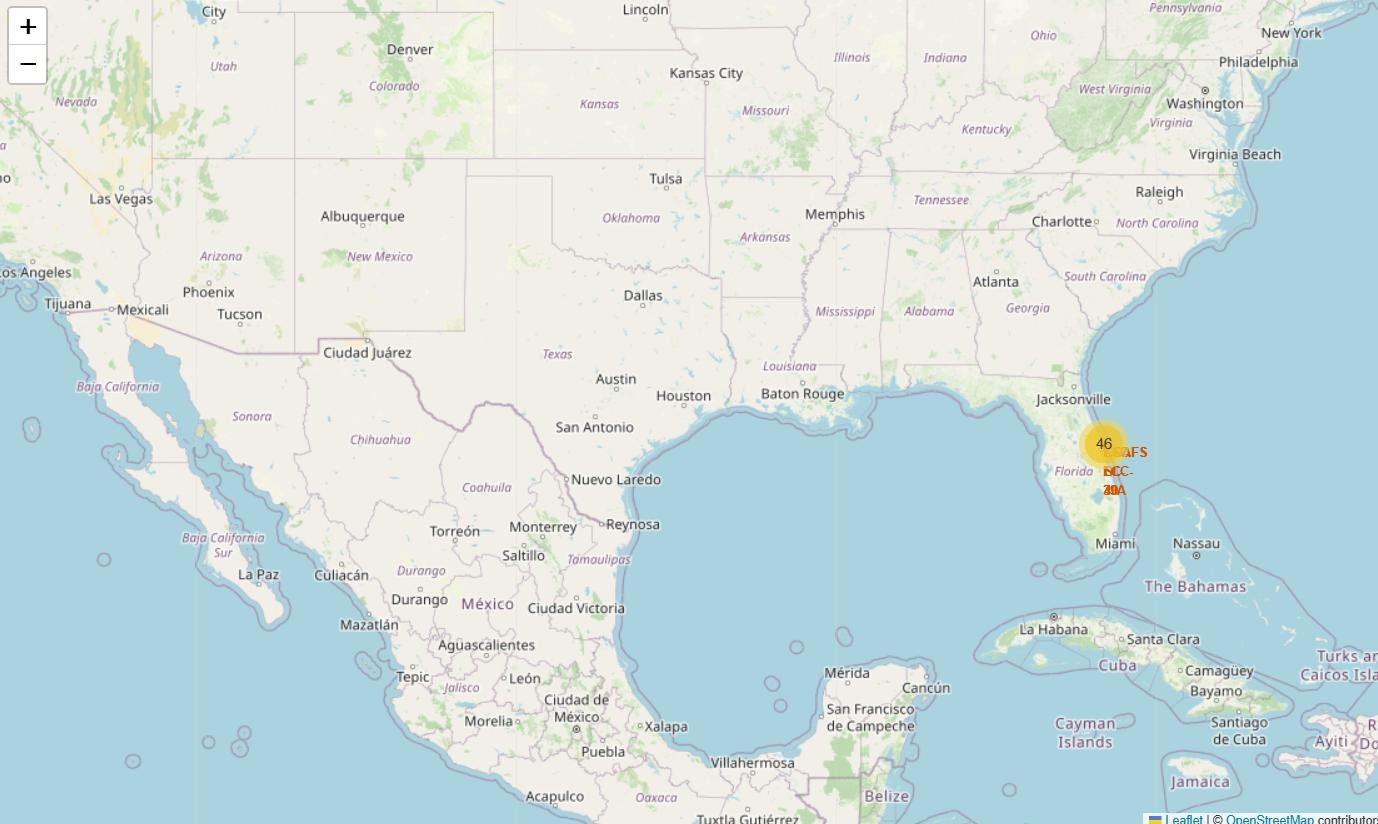 +
−
City
Lincoln
Pennsylvania
New York
Ohio
Denver
Illinois
Indiana
Philadelphia
Utah
Kansas City
Colorado
West Virginia
Nevada
Kansas
Missouri
Washington
Virginia
Kentucky
Virginia Beach
Tulsa
Las Vegas
Raleigh
Tennessee
Albuquerque
Memphis
Oklahoma
Charlotte
North Carolina
Arkansas
Arizona
New Mexico
os Angeles
South Carolina
Atlanta
Phoenix
Dallas
Tijuana
Mexicali
Tucson
Mississippi
Alabama
Georgia
Ciudad Juárez
Texas
Louisiana
Austin
Baja California
Houston
Baton Rouge
Jacksonville
Sonora
San Antonio
Chihuahua
46
Florida
Nuevo Laredo
Coahuila
Reynosa
Torreón
Monterrey
Baja California
Sur
Saltillo
Tamaulipas
Miami
Nassau
Durango
La Paz
Culiacán
The Bahamas
Durango
México
Ciudad Victoria
Mazatlán
La Habana
Santa Clara
Aguascalientes
Turks an
Cuba
Camagüey
Caicos Isla
Tepic
León
Mérida
Jalisco
Cancún
Bayamo
Ciudad de
México
San Francisco
de Campeche
Morelia
Xalapa
Cayman
Islands
Santiago
de Cuba
Puebla
Ayiti
Villahermosa
Jamaica
Acapulco
Oaxaca
Belize
Tuxtla Gutiérrez
Leaflet | © OpenStreetMap contributors